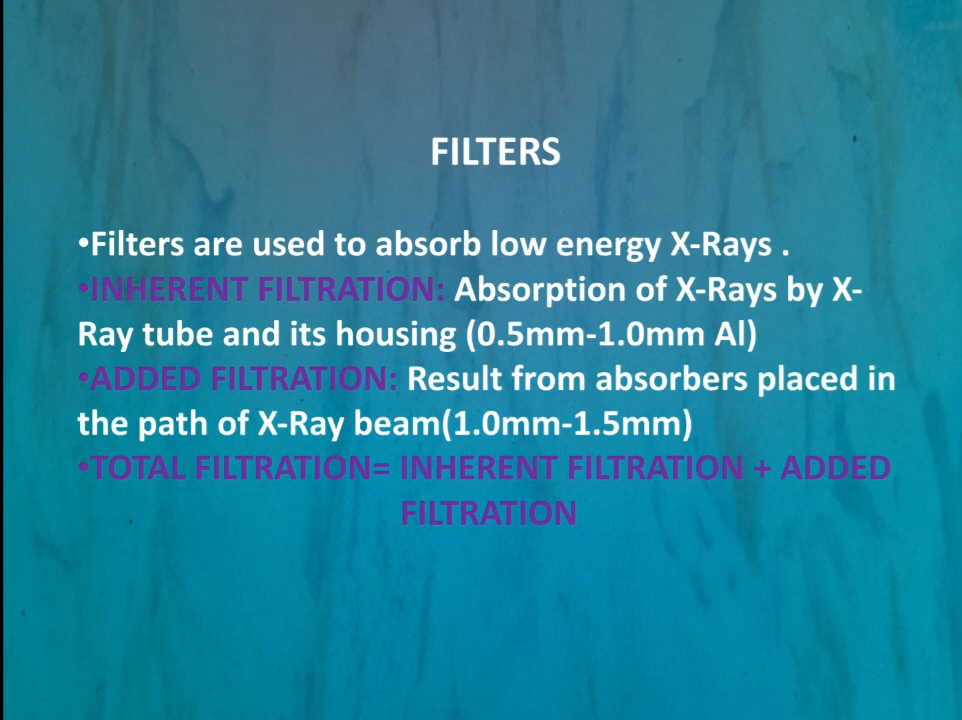 FILTERS
•Filters are used to absorb low energy X-Rays .
•INHERENT FILTRATION: Absorption of X-Rays by X-
Ray tube and its housing (0.5mm-1.0mm Al)
•ADDED FILTRATION: Result from absorbers placed in
the path of X-Ray beam(1.0mm-1.5mm)
•TOTAL FILTRATION= INHERENT FILTRATION + ADDED
FILTRATION